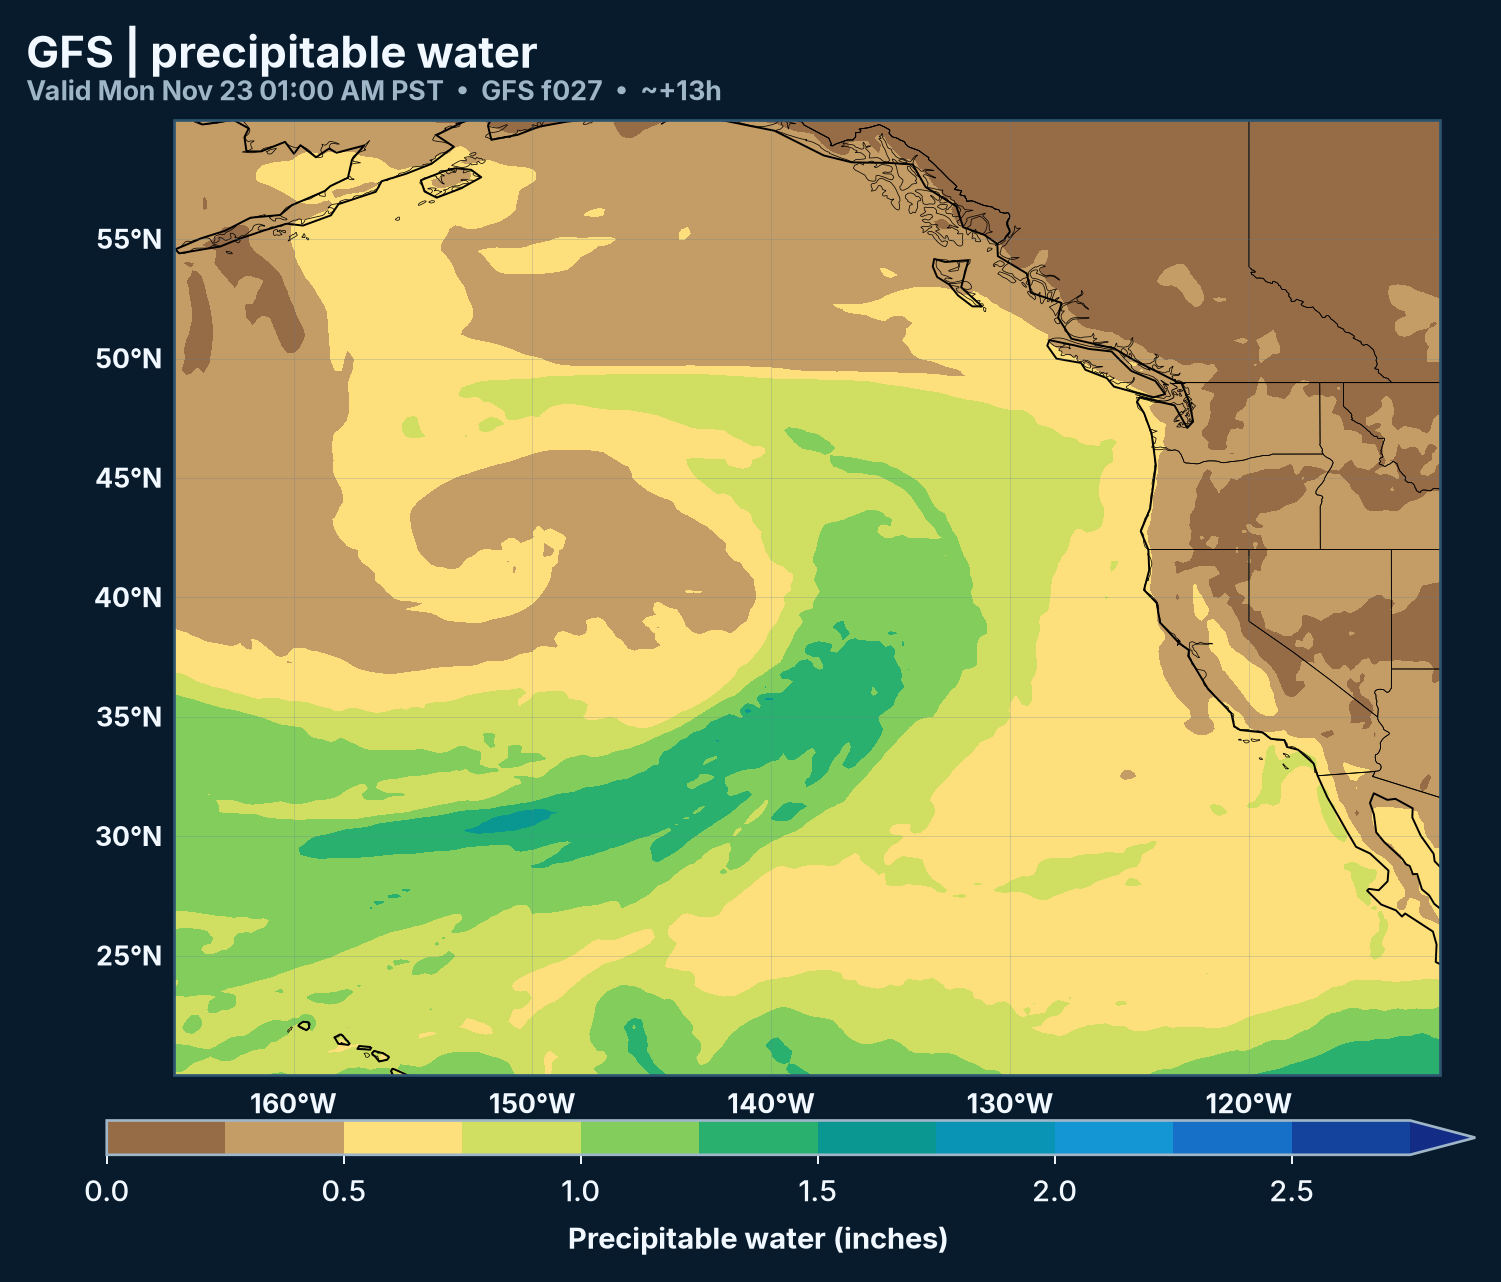 GFS | precipitable water
Valid Mon Nov 23 01:00 AM PST • GFS f027 • ~+13h
55°N
50°N
45°N
40°N
35°N
30°N
25°N
160°W 150°W 140°W 130°W 120°W
0.0 0.5 1.0 1.5 2.0 2.5
Precipitable water (inches)